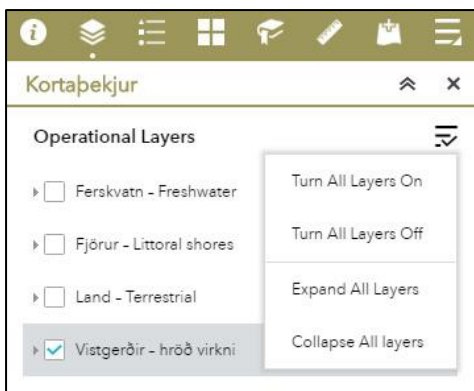 Kortaþekjur
Operational Layers
Ferskvatn - Freshwater
Fjörur - Littoral shores
Land - Terrestrial
Vistgerðir - hröð virkni
Turn All Layers On
Turn All Layers Off
Expand All Layers
Collapse All layers